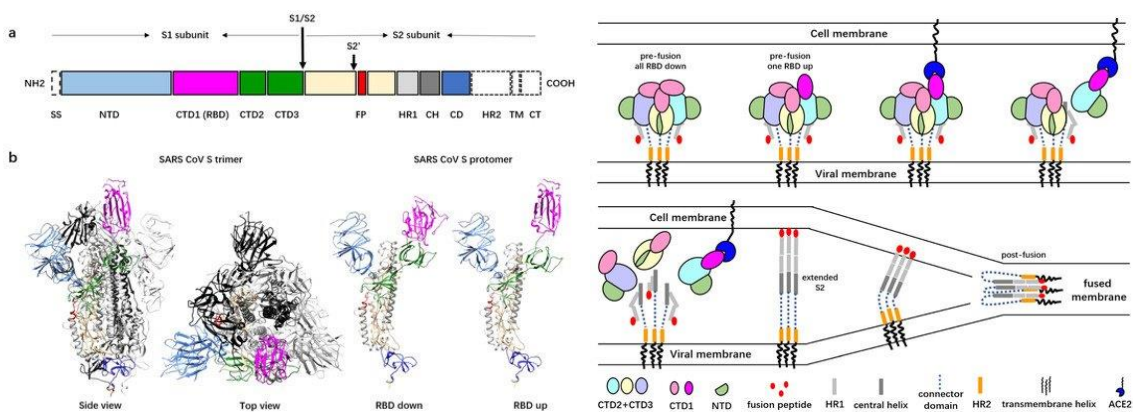 a
S1/S2
S1 subunit
S2'
S2 subunit
NH2
COOH
SS NTD CTD1 (RBD) CTD2 CTD3 FP HR1 CH CD HR2 TM CT
b
SARS CoV S trimer
SARS CoV S protomer
Side view
Top view
RBD down
RBD up
Cell membrane
pre-fusion
all RBD down
pre-fusion
one RBD up
Viral membrane
Cell membrane
extended
S2
post-fusion
fused
membrane
Viral membrane
CTD2+CTD3
CTD1
NTD
fusion peptide
HR1
central helix
connector
domain
HR2
transmembrane helix
ACE2